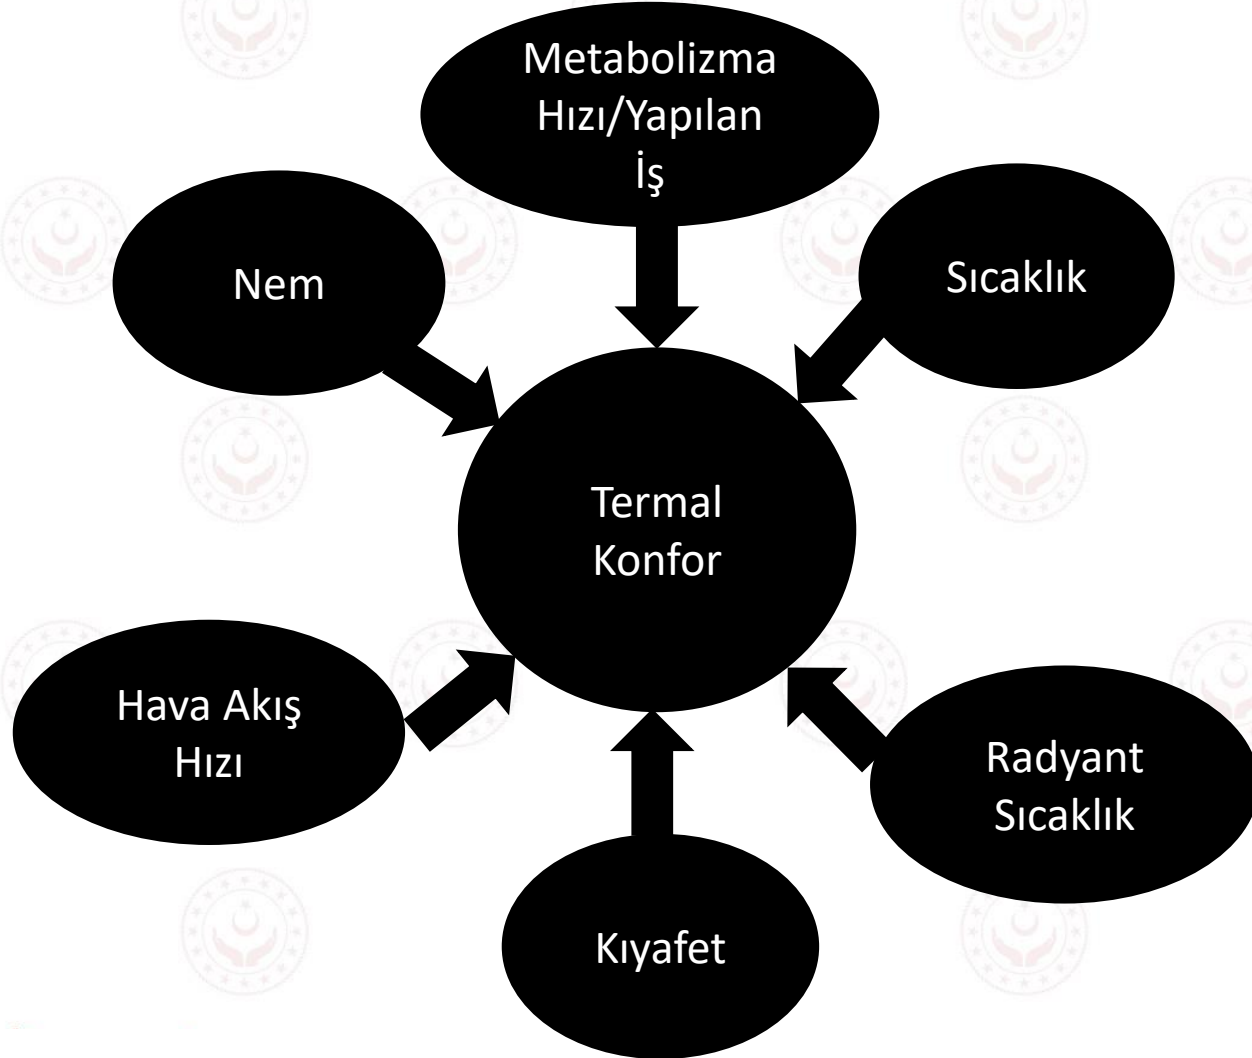 Metabolizma
Hızı/Yapılan
İş
Nem
Sıcaklık
Termal
Konfor
Hava Akış
Hızı
Radyant
Sıcaklık
Kıyafet